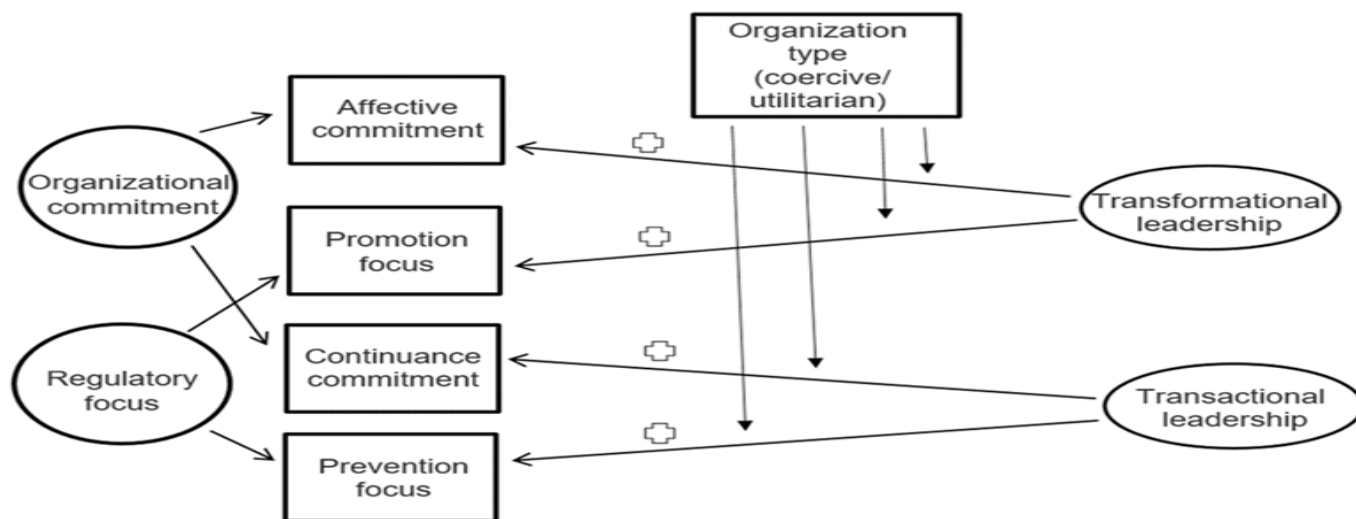 Organization
type
(coercive/
utilitarian)
Affective
commitment
Organizational
commitment
Transformational
leadership
Promotion
focus
Continuance
commitment
Regulatory
focus
Transactional
leadership
Prevention
focus